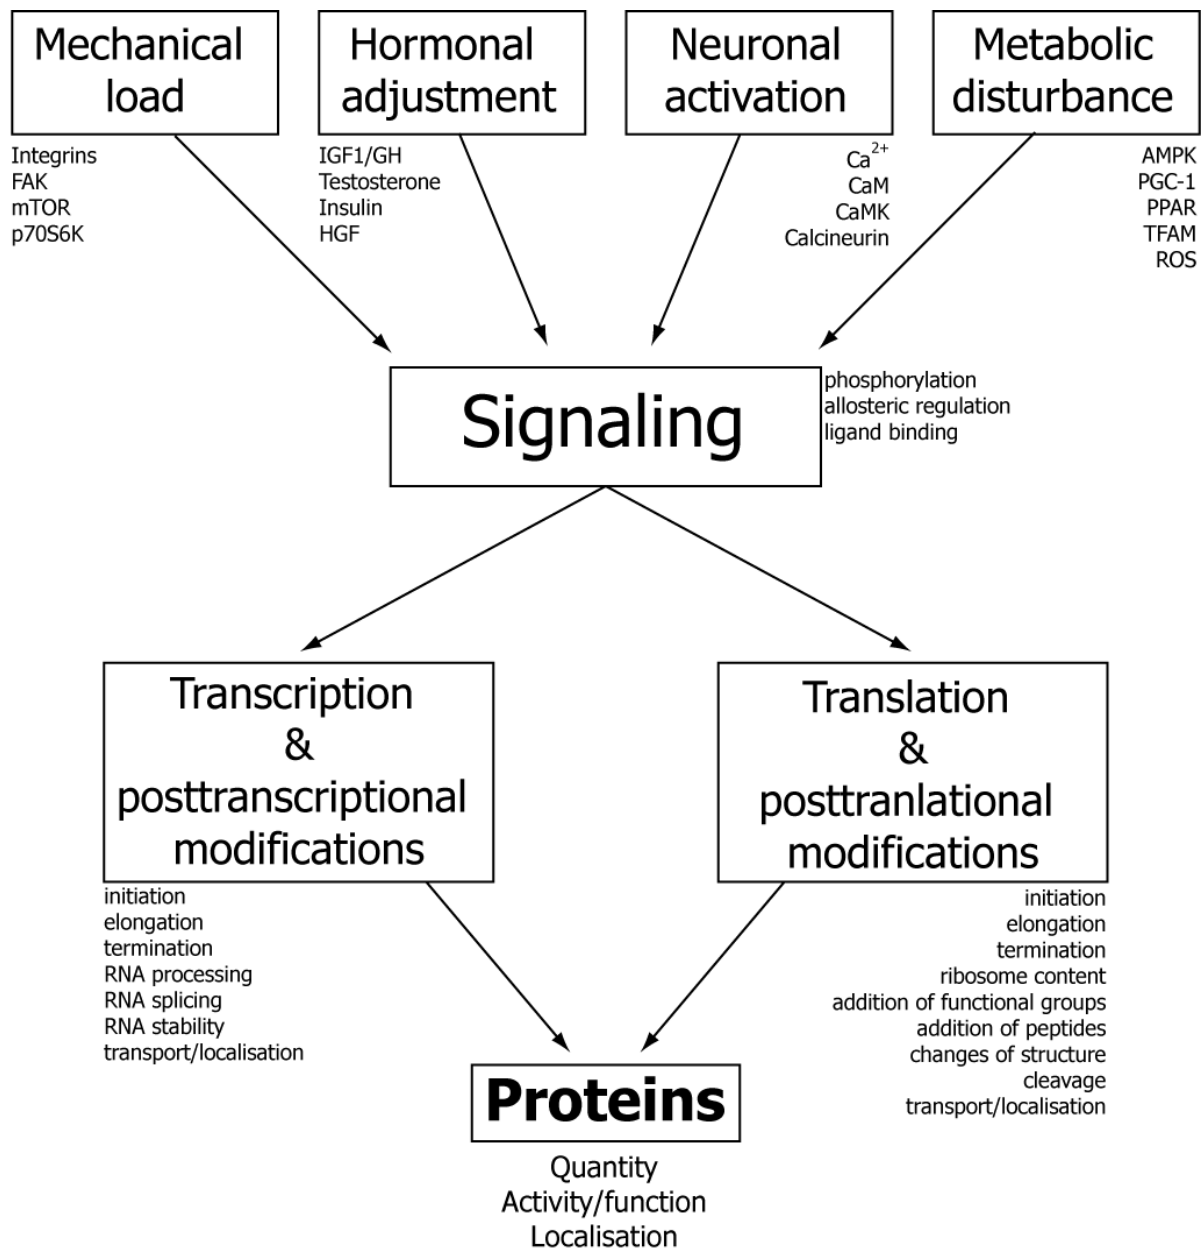 Mechanical
load
Hormonal
adjustment
Neuronal
activation
Metabolic
disturbance
Integrins
FAK
mTOR
p70S6K
IGF1/GH
Testosterone
Insulin
HGF
Ca²⁺
CaM
CaMK
Calcineurin
AMPK
PGC-1
PPAR
TFAM
ROS
Signaling
phosphorylation
allosteric regulation
ligand binding
Transcription
&
posttranscriptional
modifications
Translation
&
posttranlational
modifications
initiation
elongation
termination
RNA processing
RNA splicing
RNA stability
transport/localisation
initiation
elongation
termination
ribosome content
addition of functional groups
addition of peptides
changes of structure
cleavage
transport/localisation
Proteins
Quantity
Activity/function
Localisation